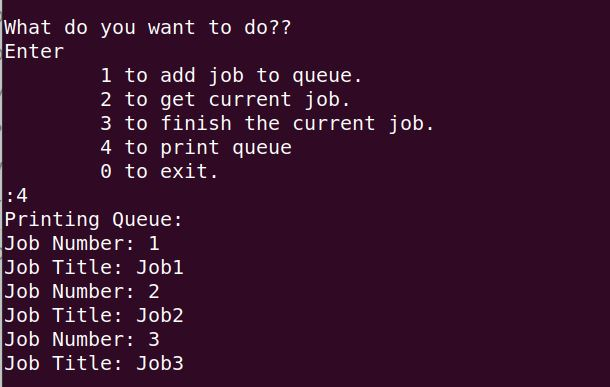 What do you want to do??
Enter
1 to add job to queue.
2 to get current job.
3 to finish the current job.
4 to print queue
0 to exit.
:4
Printing Queue:
Job Number: 1
Job Title: Job1
Job Number: 2
Job Title: Job2
Job Number: 3
Job Title: Job3